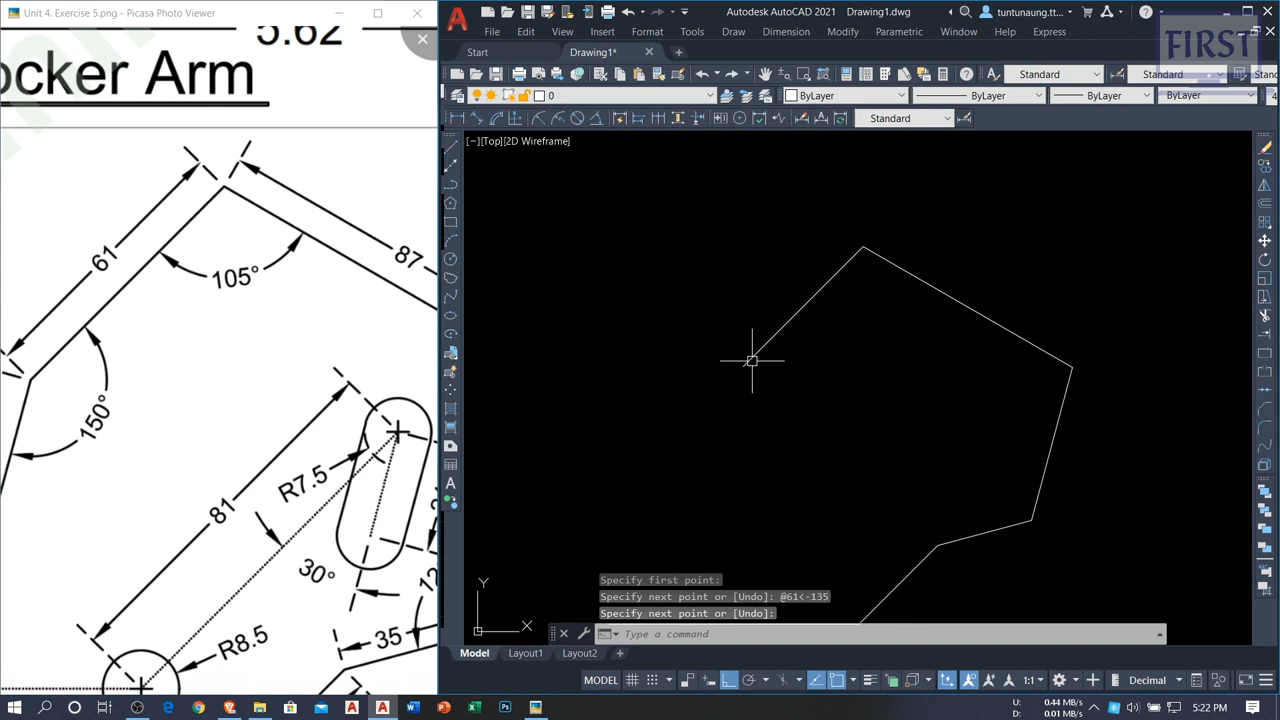 Unit 4. Exercise 5.png - Picasa Photo Viewer
5.62
ocker Arm
61
87
105°
150°
81
R7.5
30°
12
R8.5
35
Drawing1.dwg
tuntunaung.tt...
FIRST
File Edit View Insert Format Tools Draw Dimension Modify Parametric Window Help Express
Start
Drawing1*
Standard
Standard
Stan
0
ByLayer
ByLayer
ByLayer
ByLayer
Standard
[−][Top][2D Wireframe]
Y
X
Specify first point:
Specify next point or [Undo]: @61<-135
Specify next point or [Undo]:
Type a command
Model Layout1 Layout2
MODEL
1:1
Decimal
U: 0.44 MB/s
D: 0.01 MB/s
5:22 PM